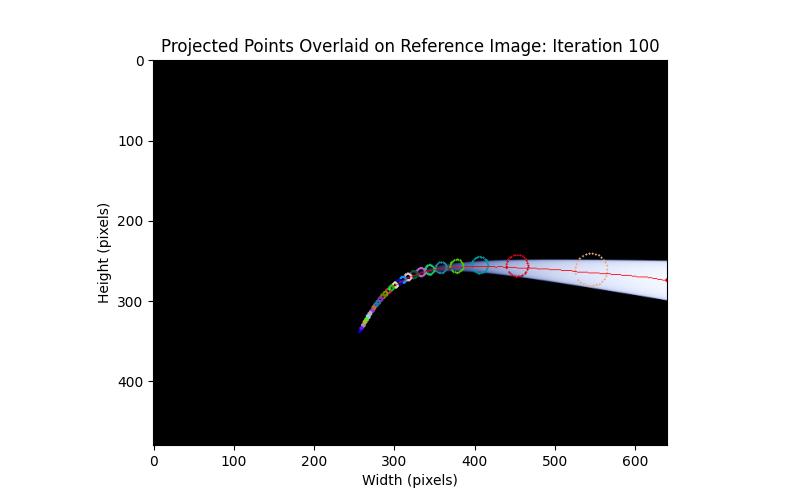 Projected Points Overlaid on Reference Image: Iteration 100
0
100
200
300
400
Height (pixels)
0 100 200 300 400 500 600
Width (pixels)